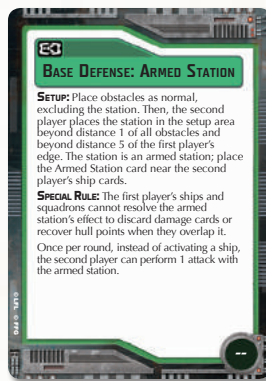 Base Defense: Armed Station
Setup: Place obstacles as normal,
excluding the station. Then, the second
player places the station in the setup area
beyond distance 1 of all obstacles and
beyond distance 5 of the first player's
edge. The station is an armed station; place
the Armed Station card near the second
player's ship cards.
Special Rule: The first player's ships and
squadrons cannot resolve the armed
station's effect to discard damage cards or
recover hull points when they overlap it.
Once per round, instead of activating a ship,
the second player can perform 1 attack with
the armed station.
©LFL ©FFG
--